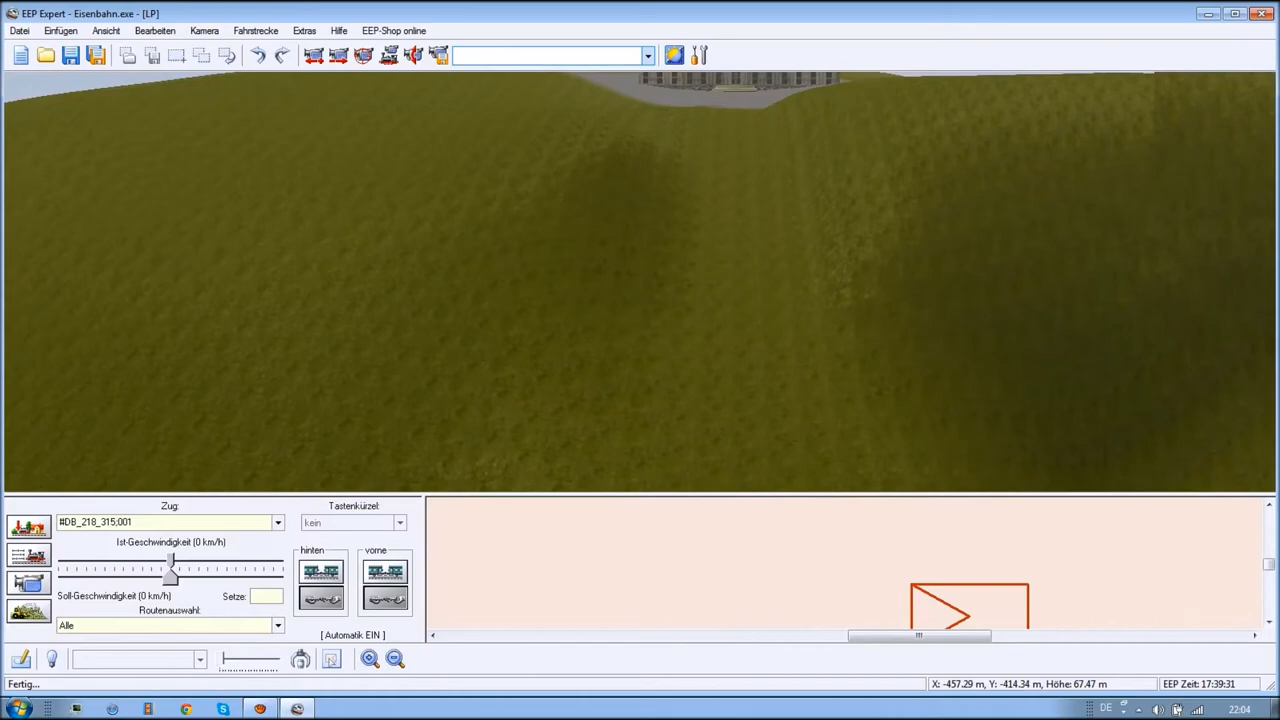 EEP Expert - Eisenbahn.exe - [LP]
Datei Einfügen Ansicht Bearbeiten Kamera Fahrstrecke Extras Hilfe EEP-Shop online
Zug:
#DB_218_315;001
Ist-Geschwindigkeit (0 km/h)
Soll-Geschwindigkeit (0 km/h) Setze:
Routenauswahl:
Alle
Tastenkürzel:
kein
hinten vorne
[ Automatik EIN ]
Fertig... X: -457.29 m, Y: -414.34 m, Höhe: 67.47 m EEP Zeit: 17:39:31
DE 22:04